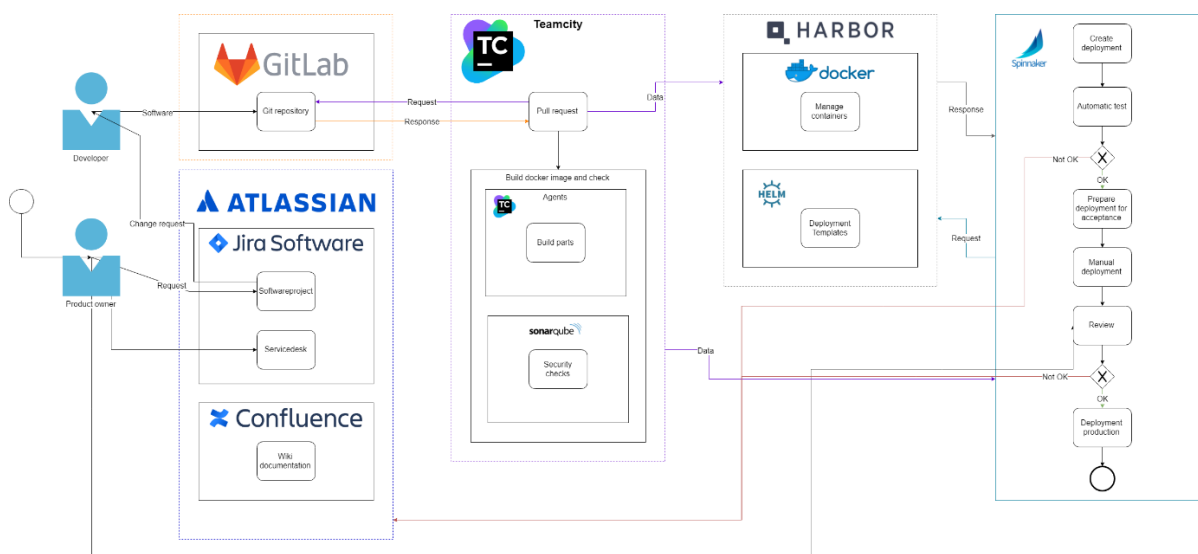 GitLab
Git repository
Software
Developer
Request
Response
Teamcity
TC
Pull request
Data
Build docker image and check
Agents
TC
Build parts
sonarqube
Security
checks
HARBOR
docker
Manage
containers
HELM
Deployment
Templates
Response
Request
Data
ATLASSIAN
Change request
Jira Software
Softwareproject
Request
Product owner
Servicedesk
Confluence
Wiki
documentation
Spinnaker
Create
deployment
Automatic test
Not OK
X
OK
Prepare
deployment for
acceptance
Manual
deployment
Review
Not OK
X
OK
Deployment
production